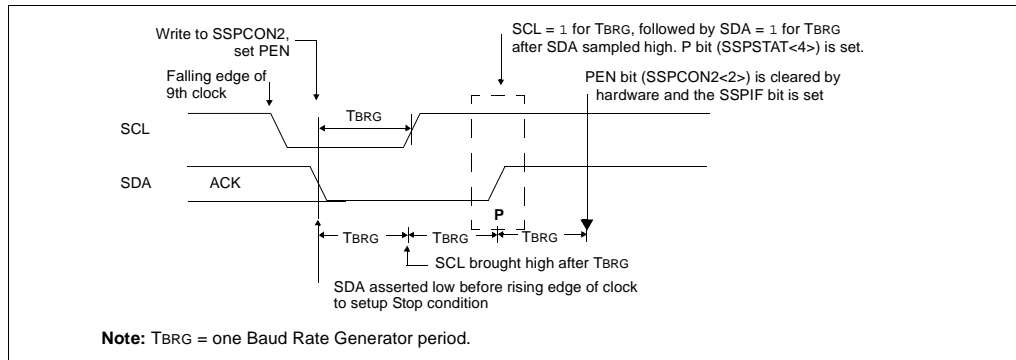 Write to SSPCON2,
set PEN
SCL = 1 for TBRG, followed by SDA = 1 for TBRG
after SDA sampled high. P bit (SSPSTAT<4>) is set.
Falling edge of
9th clock
PEN bit (SSPCON2<2>) is cleared by
hardware and the SSPIF bit is set
TBRG
SCL
SDA
ACK
P
TBRG
TBRG
TBRG
SCL brought high after TBRG
SDA asserted low before rising edge of clock
to setup Stop condition
Note: TBRG = one Baud Rate Generator period.